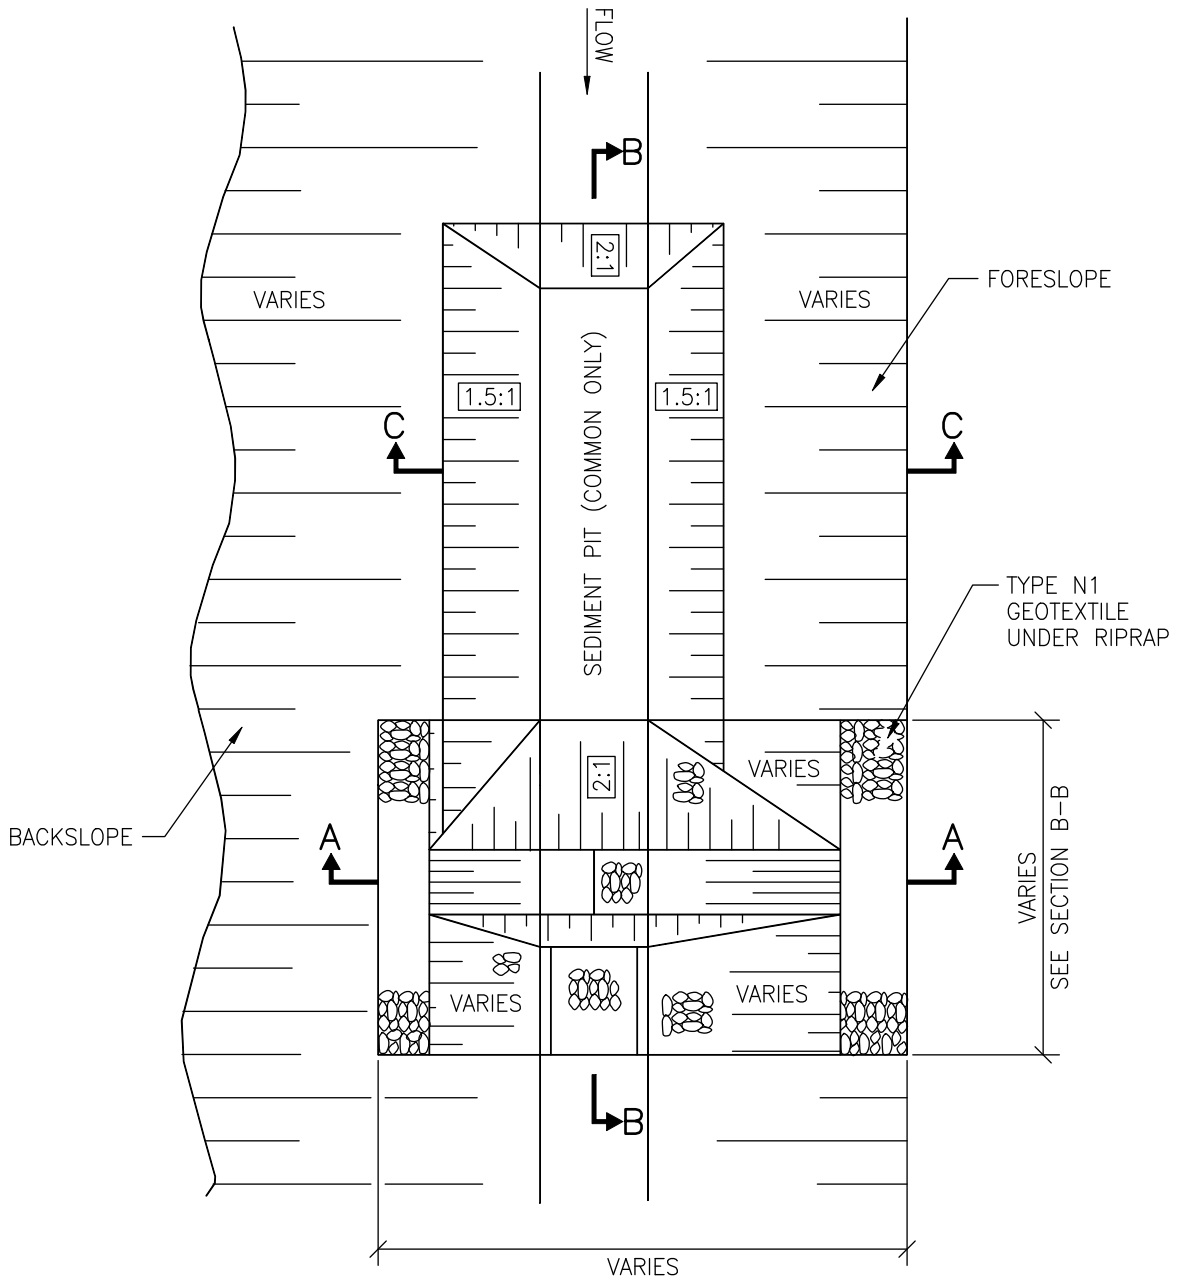 FLOW
B
2:1
VARIES
VARIES
FORESLOPE
SEDIMENT PIT (COMMON ONLY)
1.5:1
1.5:1
C
C
TYPE N1
GEOTEXTILE
UNDER RIPRAP
2:1
VARIES
BACKSLOPE
A
A
VARIES
SEE SECTION B-B
VARIES
VARIES
B
VARIES